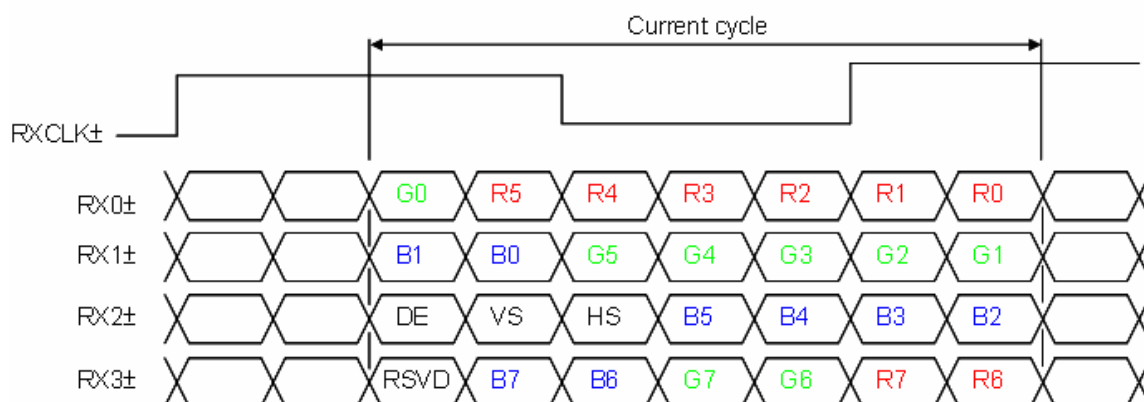 Current cycle
RXCLK±
RX0± G0 R5 R4 R3 R2 R1 R0
RX1± B1 B0 G5 G4 G3 G2 G1
RX2± DE VS HS B5 B4 B3 B2
RX3± RSVD B7 B6 G7 G6 R7 R6